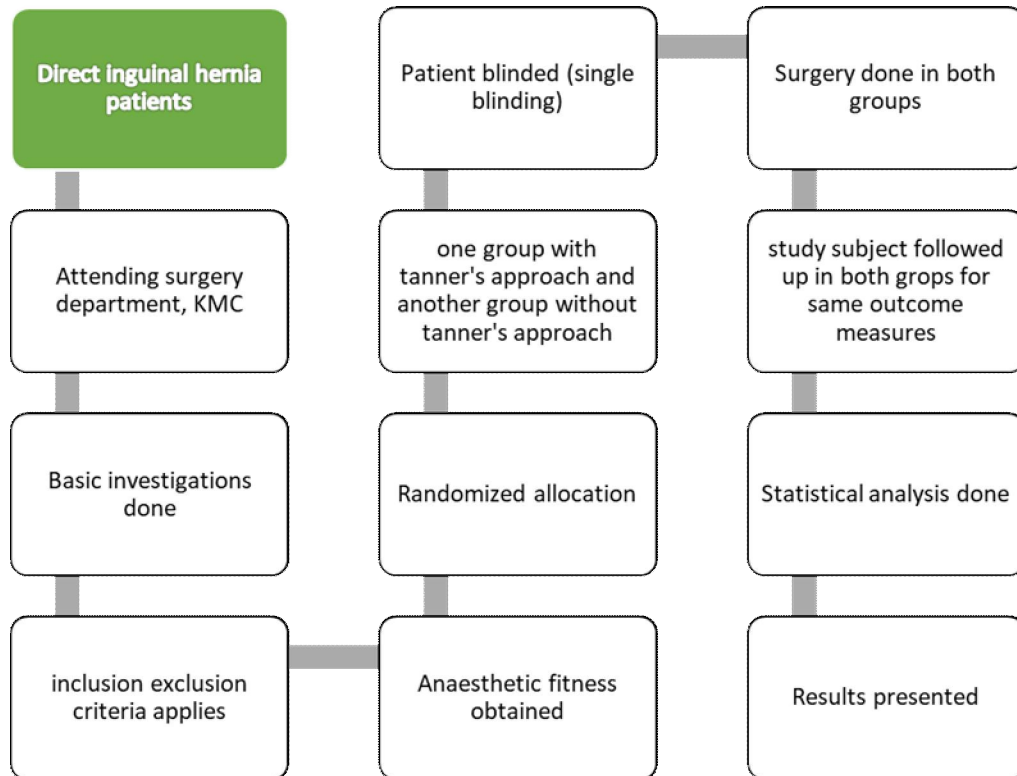 Direct inguinal hernia
patients
Attending surgery
department, KMC
Basic investigations
done
inclusion exclusion
criteria applies
Anaesthetic fitness
obtained
Randomized allocation
one group with
tanner's approach and
another group without
tanner's approach
Patient blinded (single
blinding)
Surgery done in both
groups
study subject followed
up in both grops for
same outcome
measures
Statistical analysis done
Results presented